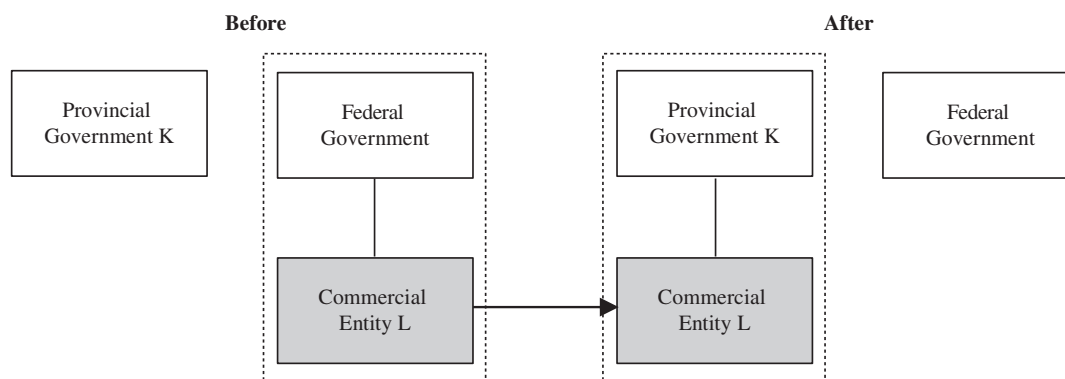 Before
After
Provincial
Government K
Federal
Government
Provincial
Government K
Federal
Government
Commercial
Entity L
Commercial
Entity L